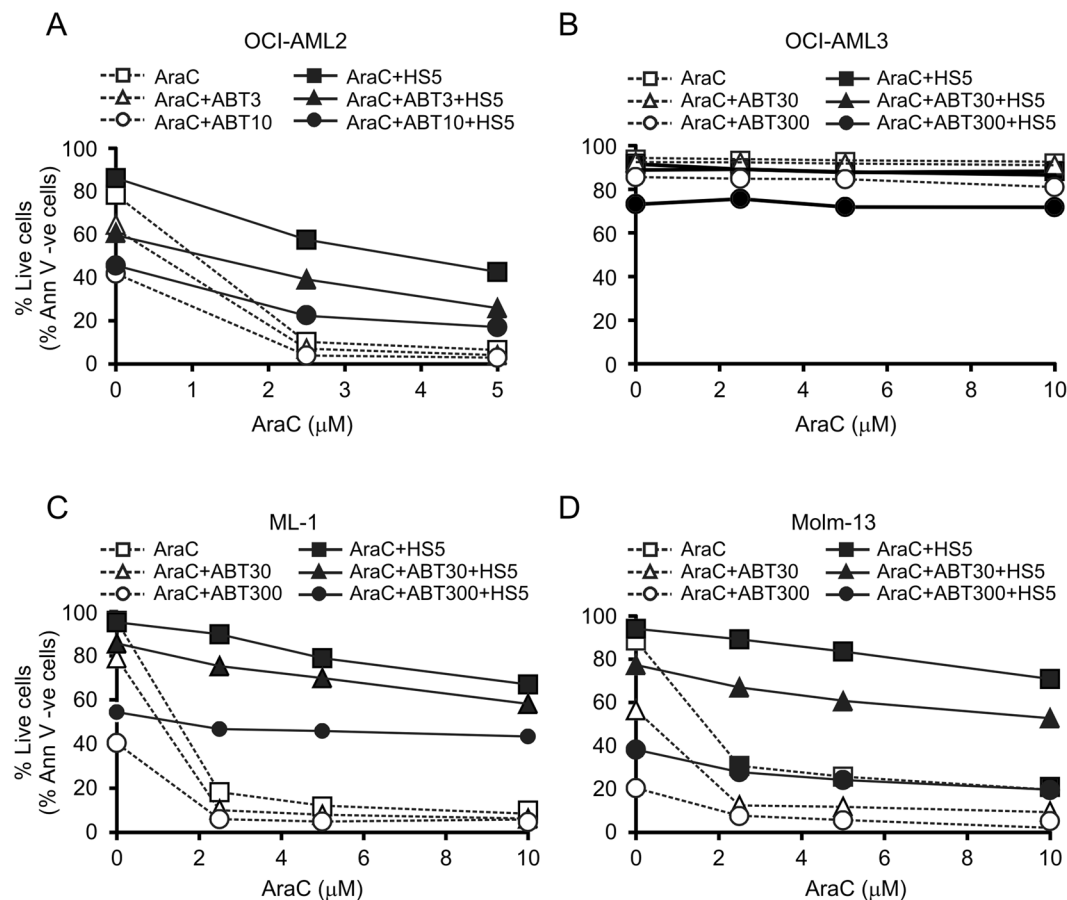 A
OCI-AML2
AraC
AraC+HS5
AraC+ABT3
AraC+ABT3+HS5
AraC+ABT10
AraC+ABT10+HS5
% Live cells
(% Ann V -ve cells)
100
80
60
40
20
0
0 1 2 3 4 5
AraC (μM)
B
OCI-AML3
AraC
AraC+HS5
AraC+ABT30
AraC+ABT30+HS5
AraC+ABT300
AraC+ABT300+HS5
100
80
60
40
20
0
0 2 4 6 8 10
AraC (μM)
C
ML-1
AraC
AraC+HS5
AraC+ABT30
AraC+ABT30+HS5
AraC+ABT300
AraC+ABT300+HS5
% Live cells
(% Ann V -ve cells)
100
80
60
40
20
0
0 2 4 6 8 10
AraC (μM)
D
Molm-13
AraC
AraC+HS5
AraC+ABT30
AraC+ABT30+HS5
AraC+ABT300
AraC+ABT300+HS5
100
80
60
40
20
0
0 2 4 6 8 10
AraC (μM)